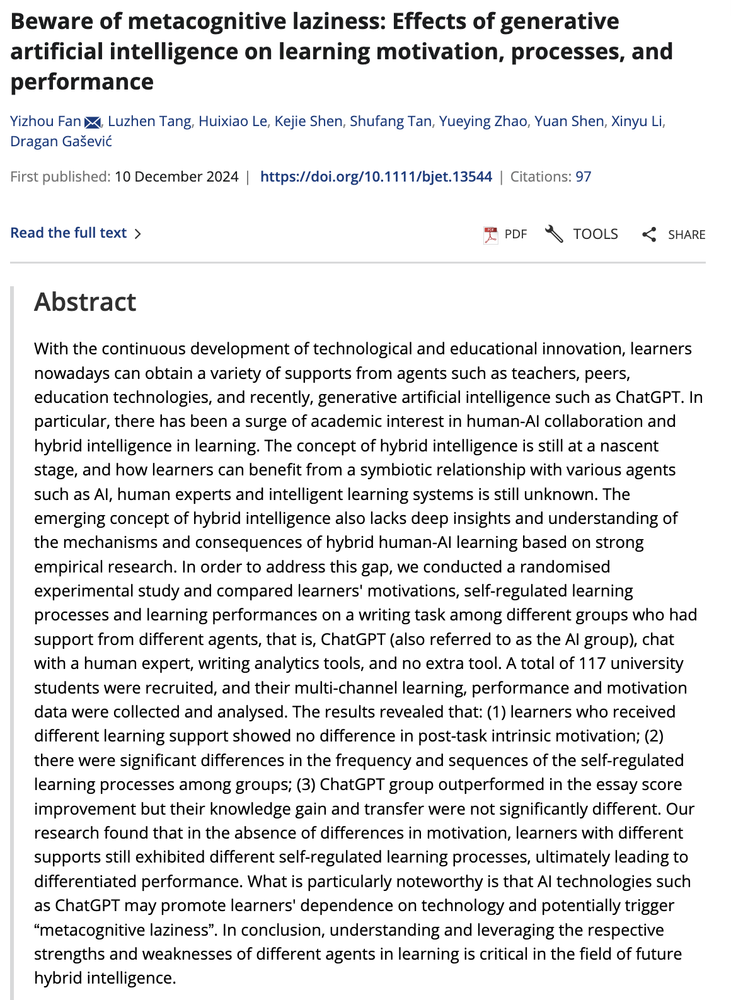 Beware of metacognitive laziness: Effects of generative
artificial intelligence on learning motivation, processes, and
performance
Yizhou Fan, Luzhen Tang, Huixiao Le, Kejie Shen, Shufang Tan, Yueying Zhao, Yuan Shen, Xinyu Li,
Dragan Gašević
First published: 10 December 2024 | https://doi.org/10.1111/bjet.13544 | Citations: 97
Read the full text
PDF
PDF TOOLS SHARE
Abstract
With the continuous development of technological and educational innovation, learners
nowadays can obtain a variety of supports from agents such as teachers, peers,
education technologies, and recently, generative artificial intelligence such as ChatGPT. In
particular, there has been a surge of academic interest in human-AI collaboration and
hybrid intelligence in learning. The concept of hybrid intelligence is still at a nascent
stage, and how learners can benefit from a symbiotic relationship with various agents
such as AI, human experts and intelligent learning systems is still unknown. The
emerging concept of hybrid intelligence also lacks deep insights and understanding of
the mechanisms and consequences of hybrid human-AI learning based on strong
empirical research. In order to address this gap, we conducted a randomised
experimental study and compared learners' motivations, self-regulated learning
processes and learning performances on a writing task among different groups who had
support from different agents, that is, ChatGPT (also referred to as the AI group), chat
with a human expert, writing analytics tools, and no extra tool. A total of 117 university
students were recruited, and their multi-channel learning, performance and motivation
data were collected and analysed. The results revealed that: (1) learners who received
different learning support showed no difference in post-task intrinsic motivation; (2)
there were significant differences in the frequency and sequences of the self-regulated
learning processes among groups; (3) ChatGPT group outperformed in the essay score
improvement but their knowledge gain and transfer were not significantly different. Our
research found that in the absence of differences in motivation, learners with different
supports still exhibited different self-regulated learning processes, ultimately leading to
differentiated performance. What is particularly noteworthy is that AI technologies such
as ChatGPT may promote learners' dependence on technology and potentially trigger
“metacognitive laziness”. In conclusion, understanding and leveraging the respective
strengths and weaknesses of different agents in learning is critical in the field of future
hybrid intelligence.